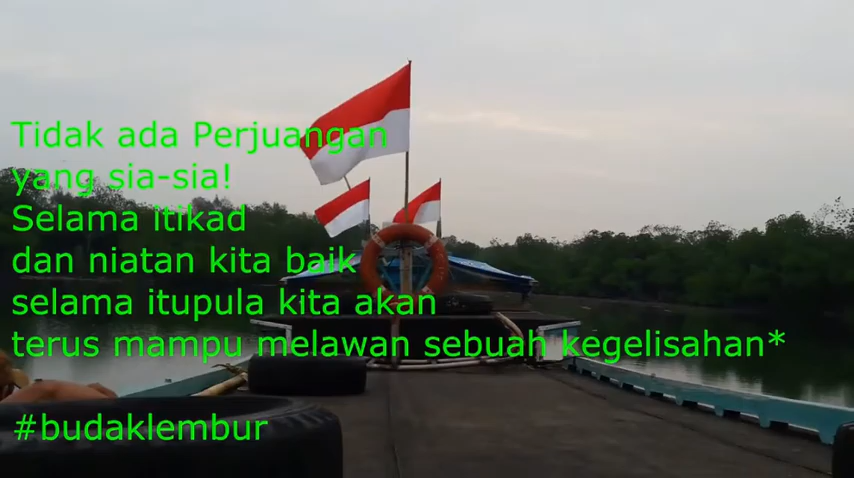 Tidak ada Perjuangan
yang sia-sia!
Selama itikad
dan niatan kita baik
selama itupula kita akan
terus mampu melawan sebuah kegelisahan*
#budaklembur